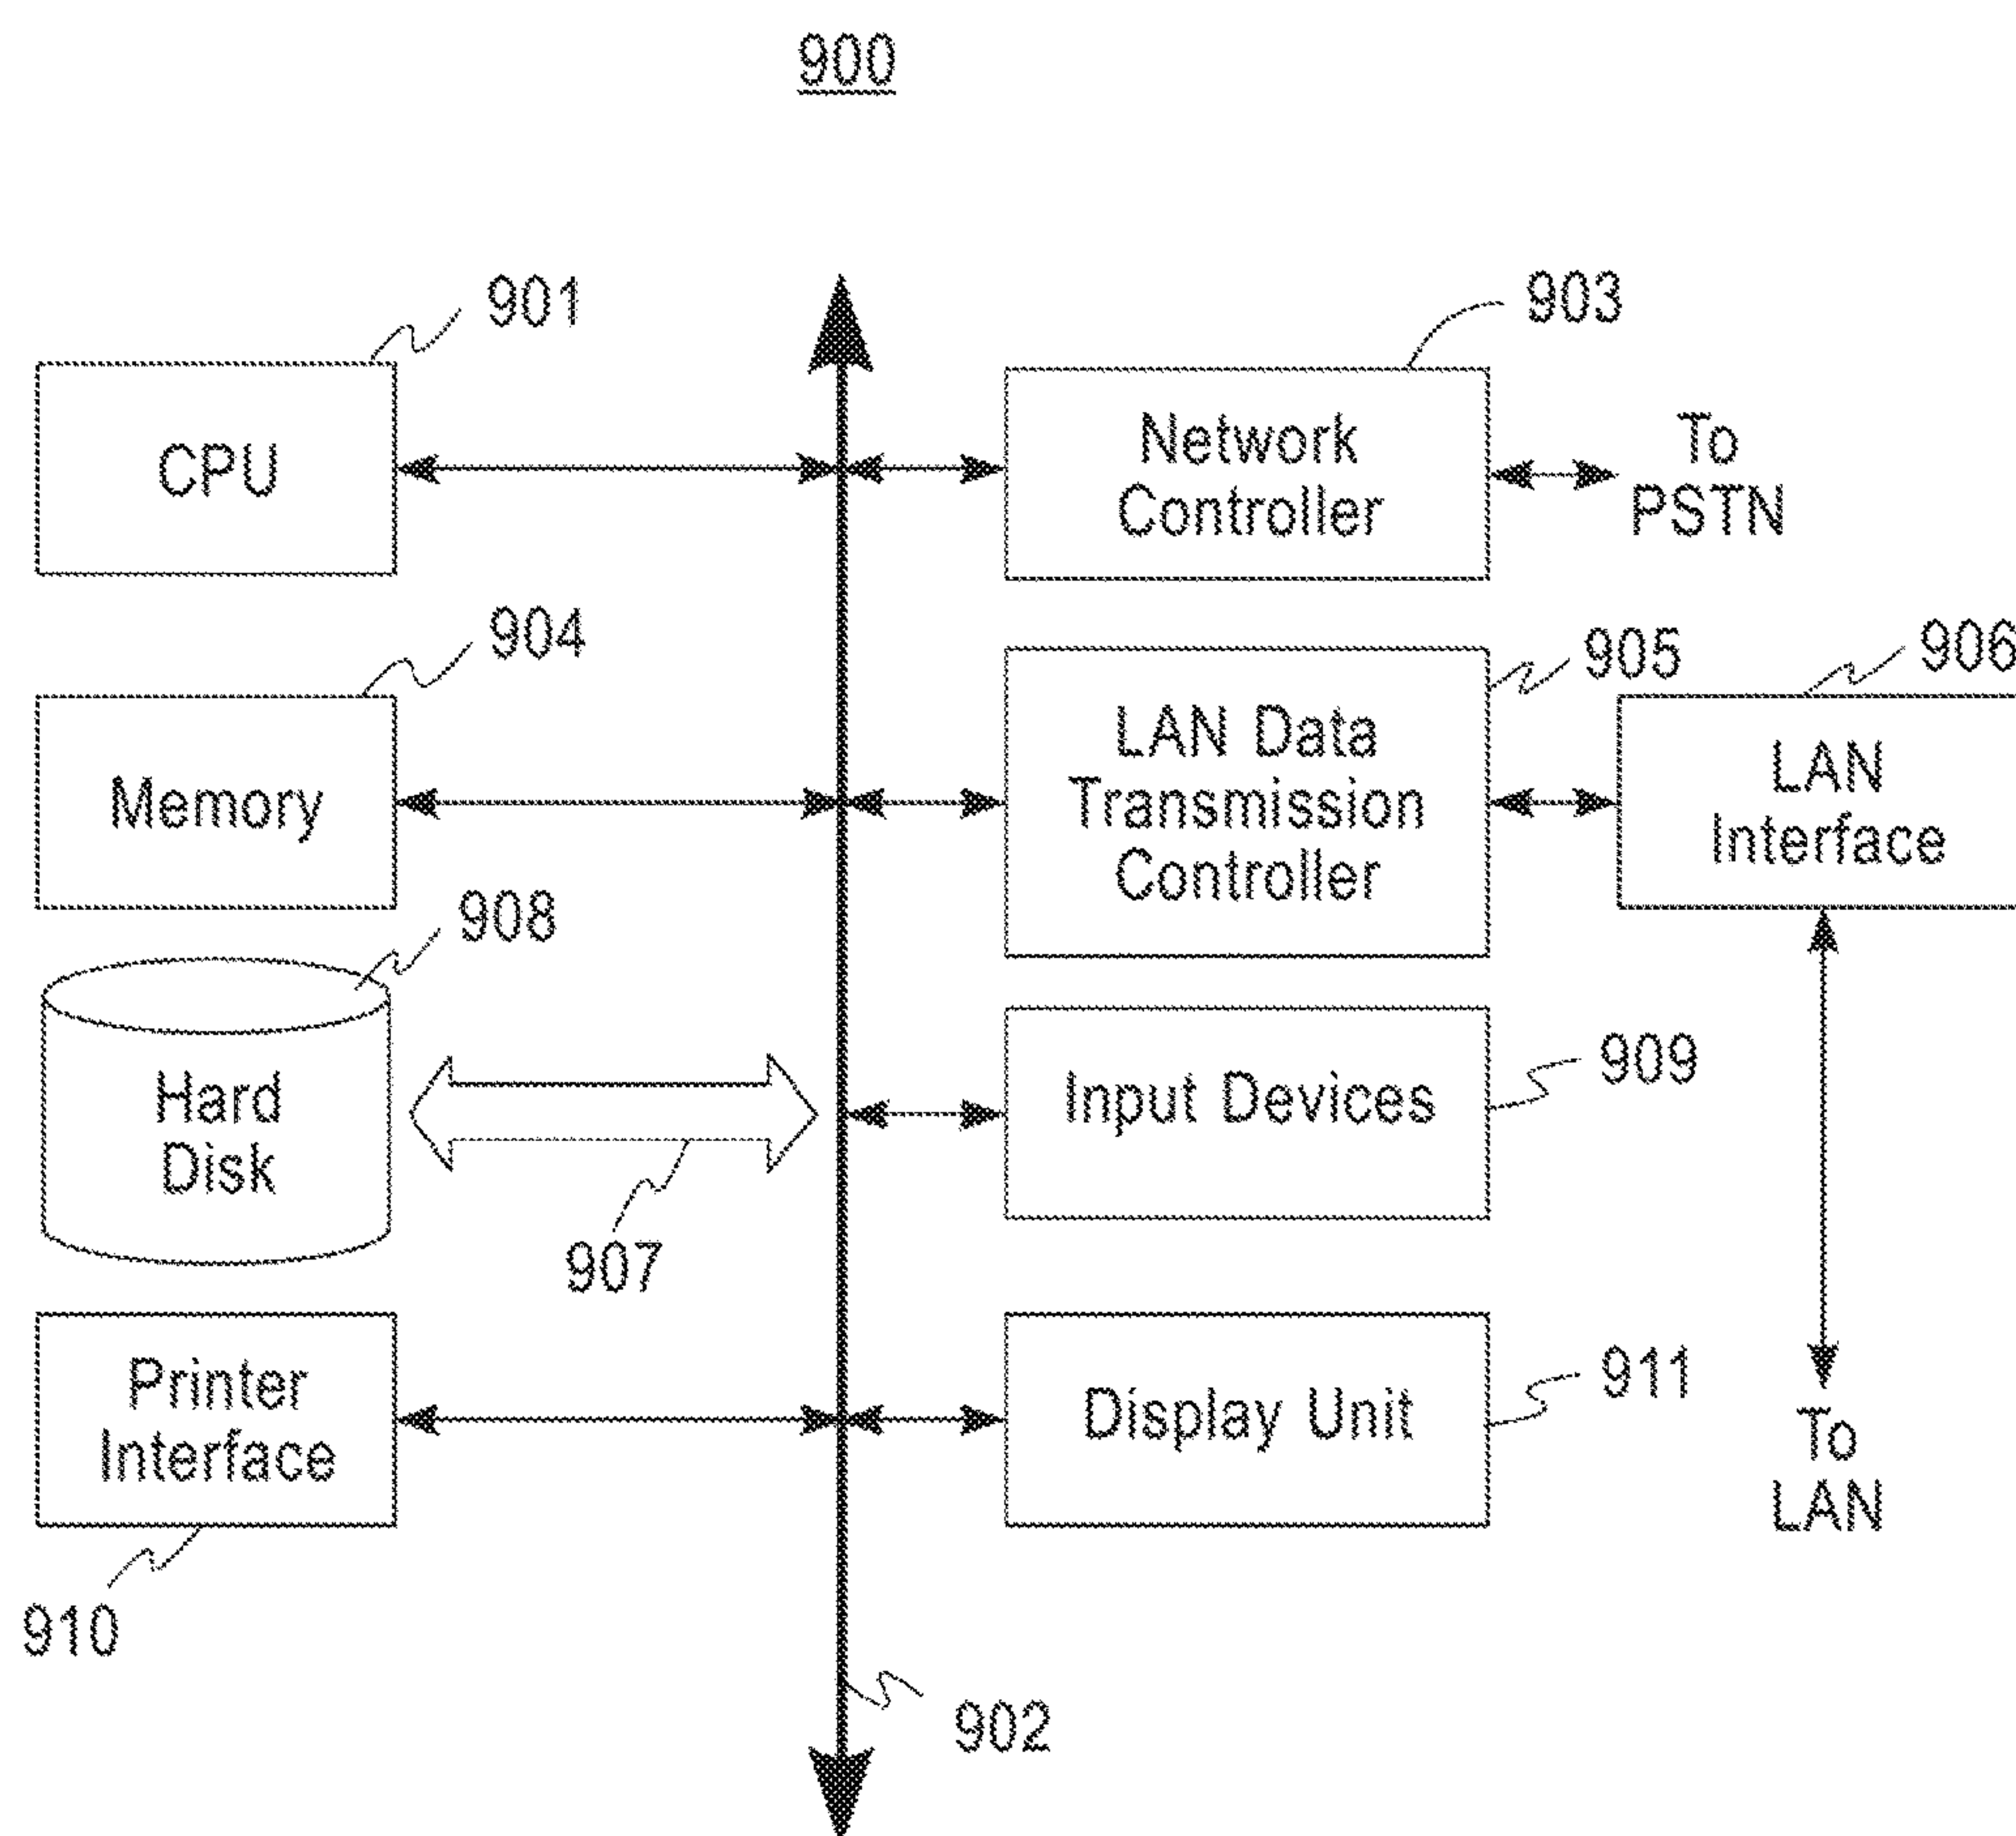 900
901
903
CPU
Network
Controller
To
PSTN
904
905
906
Memory
LAN Data
Transmission
Controller
LAN
Interface
908
Hard
Disk
907
Input Devices
909
Printer
Interface
910
Display Unit
911
To
LAN
902